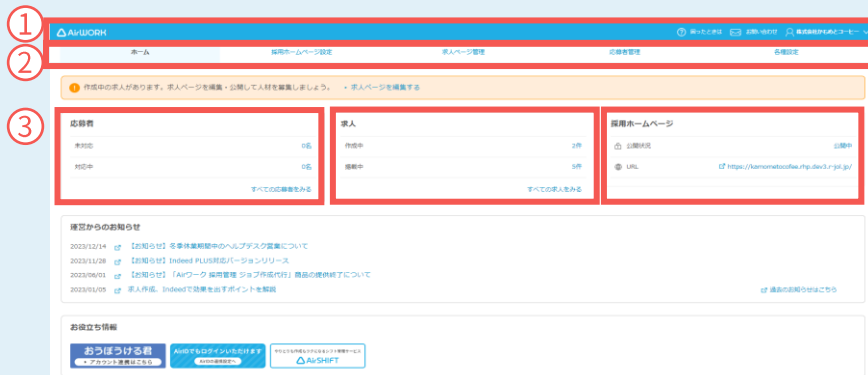 ①
AirWORK
困ったときは お問い合わせ 株式会社かもめとコーヒー
②
ホーム 採用ホームページ設定 求人ページ管理 応募者管理 各種設定
作成中の求人があります。求人ページを編集・公開して人材を募集しましょう。 ・求人ページを編集する
③
応募者
未対応 0名
対応中 0名
すべての応募者をみる
求人
作成中 2件
掲載中 5件
すべての求人をみる
採用ホームページ
公開状況 公開中
URL https://kamometocofee.rhp.dev3.r-jol.jp/
運営からのお知らせ
2023/12/14 【お知らせ】冬季休業期間中のヘルプデスク営業について
2023/11/28 【お知らせ】Indeed PLUS対応バージョンリリース
2023/06/01 【お知らせ】「Airワーク 採用管理 ジョブ作成代行」商品の提供終了について
2023/01/05 求人作成、Indeedで効果を出すポイントを解説
過去のお知らせはこちら
お役立ち情報
おうぼうける君
・アカウント連携はこちら
AirIDでもログインいただけます
AirSHIFT